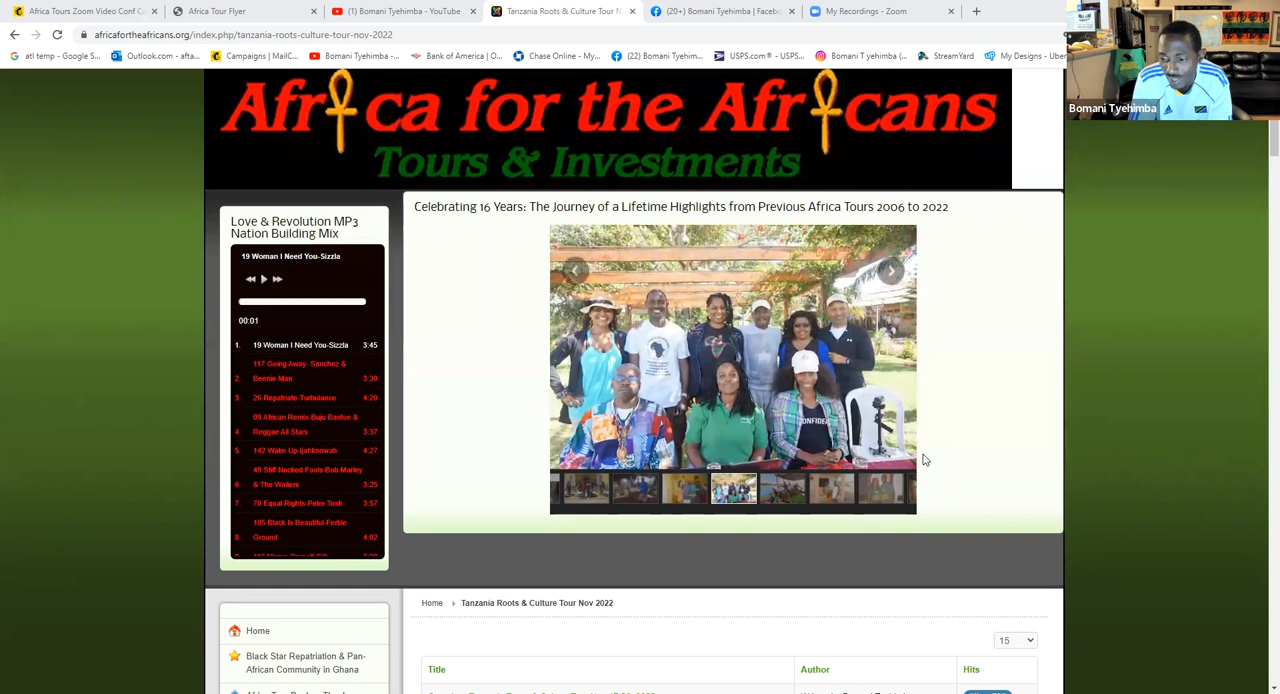 Africa Tours Zoom Video Conf C
Africa Tour Flyer
(1) Bomani Tyehimba - YouTube
Tanzania Roots & Culture Tour N
(20+) Bomani Tyehimba | Faceb
My Recordings - Zoom
africafortheafricans.org/index.php/tanzania-roots-culture-tour-nov-2022
atl temp - Google S...
Outlook.com - afta...
Campaigns | MailC...
Bomani Tyehimba -...
Bank of America | O...
Chase Online - My...
(22) Bomani Tyehim...
USPS.com® - USPS...
Bomani T yehimba (...
StreamYard
My Designs - Uber
Bomani Tyehimba
Africa for the Africans
Tours & Investments
Celebrating 16 Years: The Journey of a Lifetime Highlights from Previous Africa Tours 2006 to 2022
Love & Revolution MP3
Nation Building Mix
19 Woman I Need You-Sizzla
00:01
1. 19 Woman I Need You-Sizzla 3:45
117 Going Away- Sanchez &
2. Beenie Man 3:30
3. 26 Repatriate-Turbulance 4:20
09 African Remix-Buju Banton &
4. Reggae All Stars 3:37
5. 142 Wake Up-Ijahknowah 4:27
49 Stiff Necked Fools-Bob Marley
6. & The Wailers 3:25
7. 70 Equal Rights-Peter Tosh 3:57
105 Black Is Beautiful-Fertile
8. Ground 4:02
Home
Black Star Repatriation & Pan-
African Community in Ghana
Home Tanzania Roots & Culture Tour Nov 2022
15
Title Author Hits